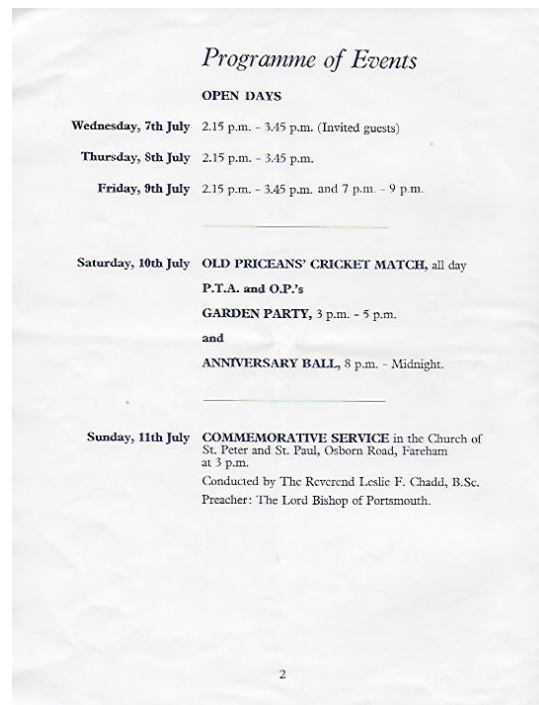 Programme of Events
OPEN DAYS
Wednesday, 7th July 2.15 p.m. - 3.45 p.m. (Invited guests)
Thursday, 8th July 2.15 p.m. - 3.45 p.m.
Friday, 9th July 2.15 p.m. - 3.45 p.m. and 7 p.m. - 9 p.m.
Saturday, 10th July OLD PRICEANS' CRICKET MATCH, all day
P.T.A. and O.P.'s
GARDEN PARTY, 3 p.m. - 5 p.m.
and
ANNIVERSARY BALL, 8 p.m. - Midnight.
Sunday, 11th July COMMEMORATIVE SERVICE in the Church of
St. Peter and St. Paul, Osborn Road, Fareham
at 3 p.m.
Conducted by The Reverend Leslie F. Chadd, B.Sc.
Preacher: The Lord Bishop of Portsmouth.
2